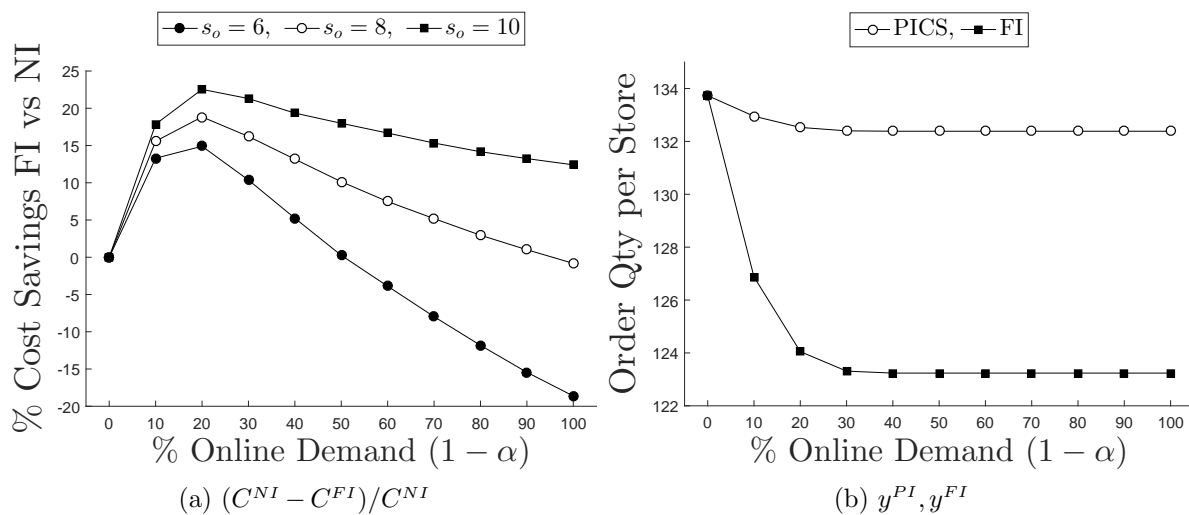 s_o = 6, s_o = 8, s_o = 10
% Cost Savings FI vs NI
25
20
15
10
5
0
-5
-10
-15
-20
0 10 20 30 40 50 60 70 80 90 100
% Online Demand (1 − α)
(a) (C^{NI} − C^{FI})/C^{NI}
PICS, FI
Order Qty per Store
134
132
130
128
126
124
122
0 10 20 30 40 50 60 70 80 90 100
% Online Demand (1 − α)
(b) y^{PI}, y^{FI}